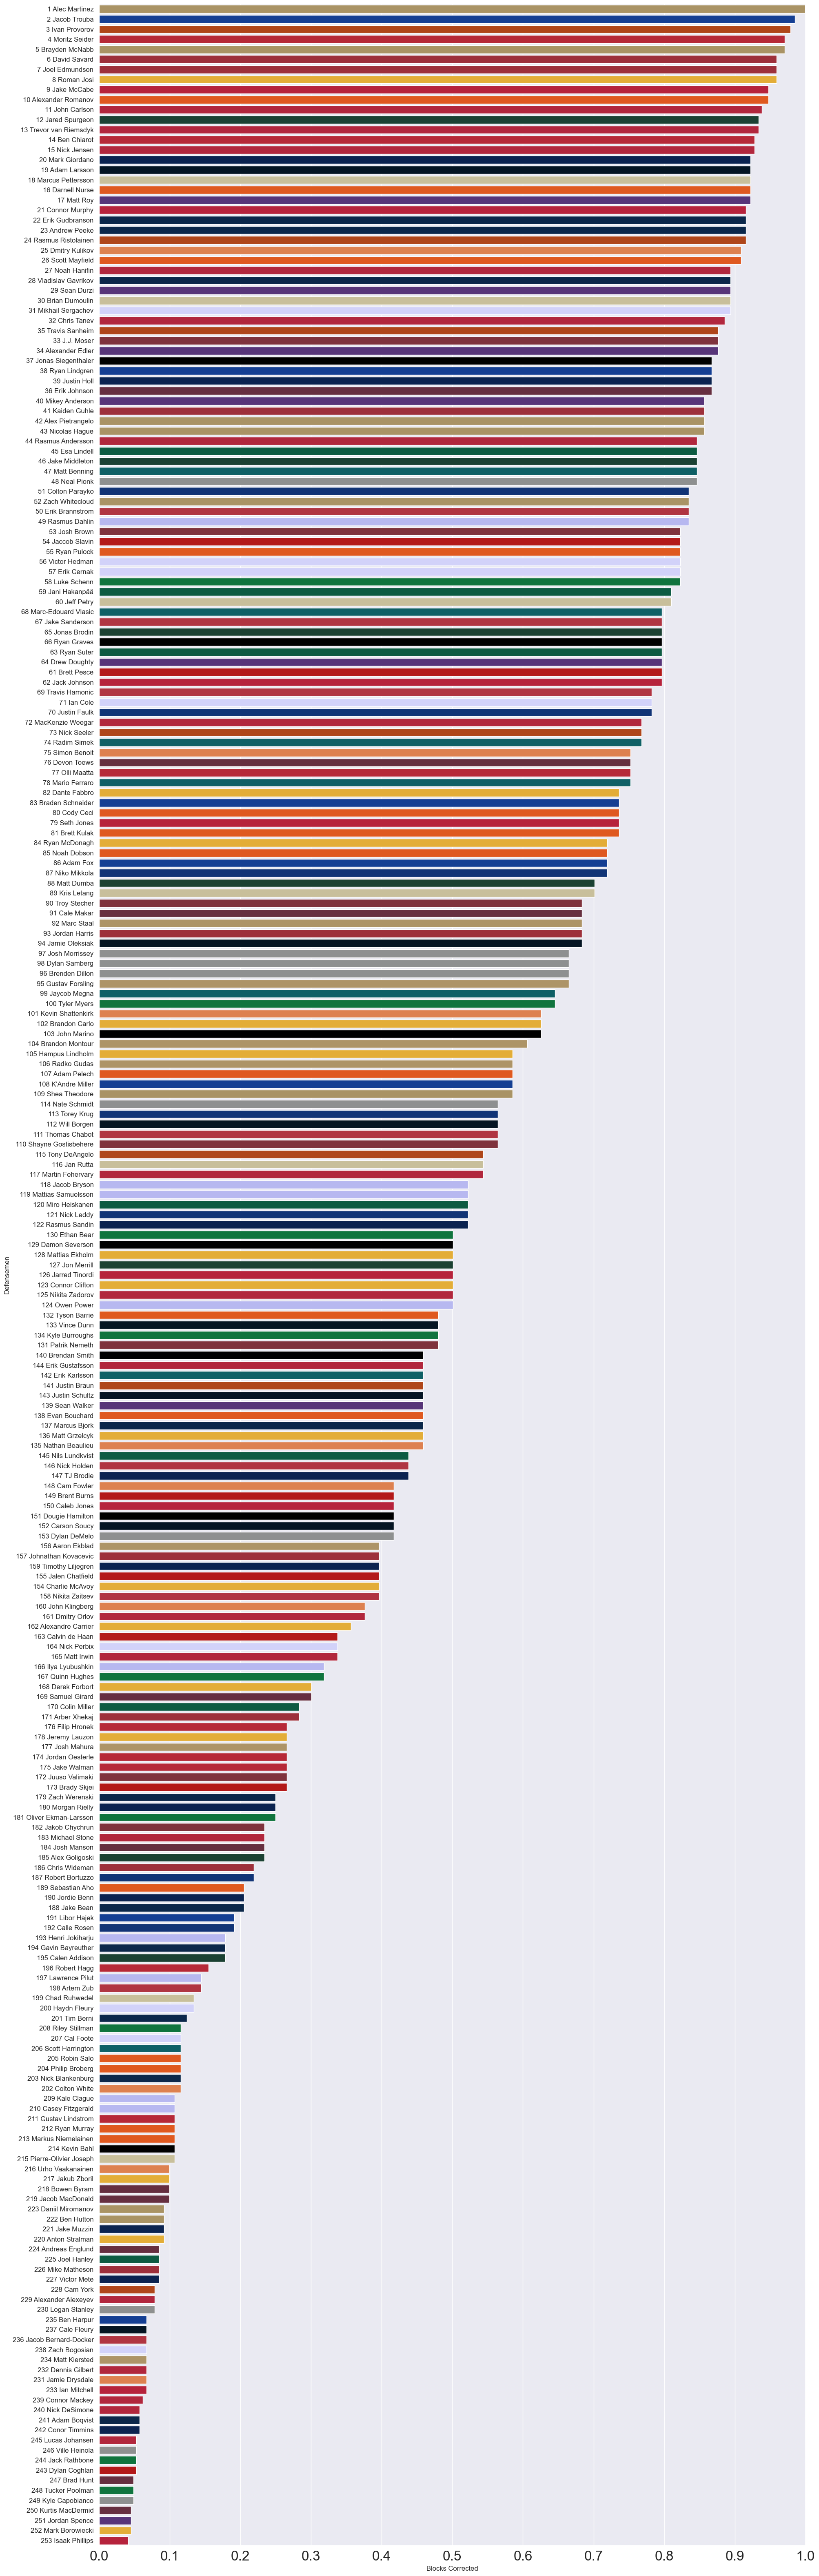 1 Alec Martinez
2 Jacob Trouba
3 Ivan Provorov
4 Moritz Seider
5 Brayden McNabb
6 David Savard
7 Joel Edmundson
8 Roman Josi
9 Jake McCabe
10 Alexander Romanov
11 John Carlson
12 Jared Spurgeon
13 Trevor van Riemsdyk
14 Ben Chiarot
15 Nick Jensen
20 Mark Giordano
19 Adam Larsson
18 Marcus Pettersson
16 Darnell Nurse
17 Matt Roy
21 Connor Murphy
22 Erik Gudbranson
23 Andrew Peeke
24 Rasmus Ristolainen
25 Dmitry Kulikov
26 Scott Mayfield
27 Noah Hanifin
28 Vladislav Gavrikov
29 Sean Durzi
30 Brian Dumoulin
31 Mikhail Sergachev
32 Chris Tanev
35 Travis Sanheim
33 J.J. Moser
34 Alexander Edler
37 Jonas Siegenthaler
38 Ryan Lindgren
39 Justin Holl
36 Erik Johnson
40 Mikey Anderson
41 Kaiden Guhle
42 Alex Pietrangelo
43 Nicolas Hague
44 Rasmus Andersson
45 Esa Lindell
46 Jake Middleton
47 Matt Benning
48 Neal Pionk
51 Colton Parayko
52 Zach Whitecloud
50 Erik Brannstrom
49 Rasmus Dahlin
53 Josh Brown
54 Jaccob Slavin
55 Ryan Pulock
56 Victor Hedman
57 Erik Cernak
58 Luke Schenn
59 Jani Hakanpää
60 Jeff Petry
68 Marc-Edouard Vlasic
67 Jake Sanderson
65 Jonas Brodin
66 Ryan Graves
63 Ryan Suter
64 Drew Doughty
61 Brett Pesce
62 Jack Johnson
69 Travis Hamonic
71 Ian Cole
70 Justin Faulk
72 MacKenzie Weegar
73 Nick Seeler
74 Radim Simek
75 Simon Benoit
76 Devon Toews
77 Olli Maatta
78 Mario Ferraro
82 Dante Fabbro
83 Braden Schneider
80 Cody Ceci
79 Seth Jones
81 Brett Kulak
84 Ryan McDonagh
85 Noah Dobson
86 Adam Fox
87 Niko Mikkola
88 Matt Dumba
89 Kris Letang
90 Troy Stecher
91 Cale Makar
92 Marc Staal
93 Jordan Harris
94 Jamie Oleksiak
97 Josh Morrissey
98 Dylan Samberg
96 Brenden Dillon
95 Gustav Forsling
99 Jaycob Megna
100 Tyler Myers
101 Kevin Shattenkirk
102 Brandon Carlo
103 John Marino
104 Brandon Montour
105 Hampus Lindholm
106 Radko Gudas
107 Adam Pelech
108 K'Andre Miller
109 Shea Theodore
114 Nate Schmidt
113 Torey Krug
112 Will Borgen
111 Thomas Chabot
110 Shayne Gostisbehere
115 Tony DeAngelo
116 Jan Rutta
117 Martin Fehervary
118 Jacob Bryson
119 Mattias Samuelsson
120 Miro Heiskanen
121 Nick Leddy
122 Rasmus Sandin
130 Ethan Bear
129 Damon Severson
128 Mattias Ekholm
127 Jon Merrill
126 Jarred Tinordi
123 Connor Clifton
125 Nikita Zadorov
124 Owen Power
132 Tyson Barrie
133 Vince Dunn
134 Kyle Burroughs
131 Patrik Nemeth
140 Brendan Smith
144 Erik Gustafsson
142 Erik Karlsson
141 Justin Braun
143 Justin Schultz
139 Sean Walker
138 Evan Bouchard
137 Marcus Bjork
136 Matt Grzelcyk
135 Nathan Beaulieu
145 Nils Lundkvist
146 Nick Holden
147 TJ Brodie
148 Cam Fowler
149 Brent Burns
150 Caleb Jones
151 Dougie Hamilton
152 Carson Soucy
153 Dylan DeMelo
156 Aaron Ekblad
157 Johnathan Kovacevic
159 Timothy Liljegren
155 Jalen Chatfield
154 Charlie McAvoy
158 Nikita Zaitsev
160 John Klingberg
161 Dmitry Orlov
162 Alexandre Carrier
163 Calvin de Haan
164 Nick Perbix
165 Matt Irwin
166 Ilya Lyubushkin
167 Quinn Hughes
168 Derek Forbort
169 Samuel Girard
170 Colin Miller
171 Arber Xhekaj
176 Filip Hronek
178 Jeremy Lauzon
177 Josh Mahura
174 Jordan Oesterle
175 Jake Walman
172 Juuso Valimaki
173 Brady Skjei
179 Zach Werenski
180 Morgan Rielly
181 Oliver Ekman-Larsson
182 Jakob Chychrun
183 Michael Stone
184 Josh Manson
185 Alex Goligoski
186 Chris Wideman
187 Robert Bortuzzo
189 Sebastian Aho
190 Jordie Benn
188 Jake Bean
191 Libor Hajek
192 Calle Rosen
193 Henri Jokiharju
194 Gavin Bayreuther
195 Calen Addison
196 Robert Hagg
197 Lawrence Pilut
198 Artem Zub
199 Chad Ruhwedel
200 Haydn Fleury
201 Tim Berni
208 Riley Stillman
207 Cal Foote
206 Scott Harrington
205 Robin Salo
204 Philip Broberg
203 Nick Blankenburg
202 Colton White
209 Kale Clague
210 Casey Fitzgerald
211 Gustav Lindstrom
212 Ryan Murray
213 Markus Niemelainen
214 Kevin Bahl
215 Pierre-Olivier Joseph
216 Urho Vaakanainen
217 Jakub Zboril
218 Bowen Byram
219 Jacob MacDonald
223 Daniil Miromanov
222 Ben Hutton
221 Jake Muzzin
220 Anton Stralman
224 Andreas Englund
225 Joel Hanley
226 Mike Matheson
227 Victor Mete
228 Cam York
229 Alexander Alexeyev
230 Logan Stanley
235 Ben Harpur
237 Cale Fleury
236 Jacob Bernard-Docker
238 Zach Bogosian
234 Matt Kiersted
232 Dennis Gilbert
231 Jamie Drysdale
233 Ian Mitchell
239 Connor Mackey
240 Nick DeSimone
241 Adam Boqvist
242 Conor Timmins
245 Lucas Johansen
246 Ville Heinola
244 Jack Rathbone
243 Dylan Coghlan
247 Brad Hunt
248 Tucker Poolman
249 Kyle Capobianco
250 Kurtis MacDermid
251 Jordan Spence
252 Mark Borowiecki
253 Isaak Phillips
Defensemen
0.0 0.1 0.2 0.3 0.4 0.5 0.6 0.7 0.8 0.9 1.0
Blocks Corrected